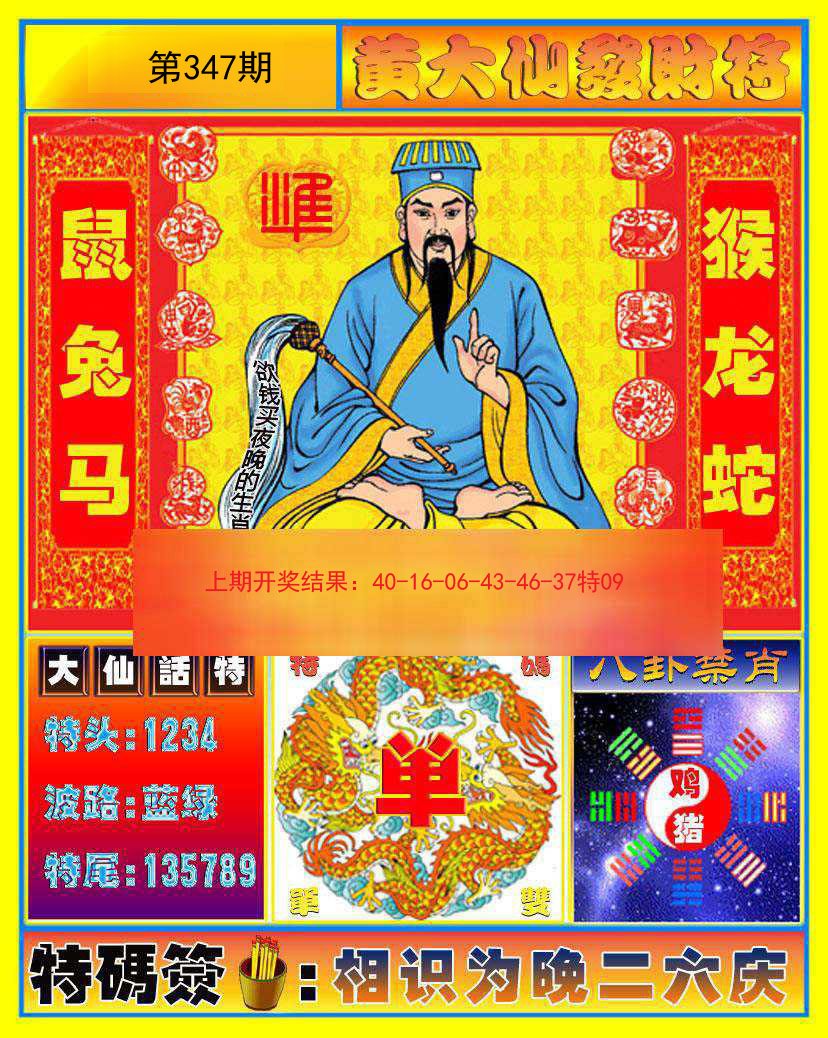 第347期
黄大仙發財符
鼠
兔
马
猴
龙
蛇
欲钱买夜晚的生肖
上期开奖结果：40-16-06-43-46-37特09
大仙話特
特头:1234
波路:蓝绿
特尾:135789
特 碼
单
單 雙
八卦禁肖
鸡
猪
特碼簽:相识为晚二六庆